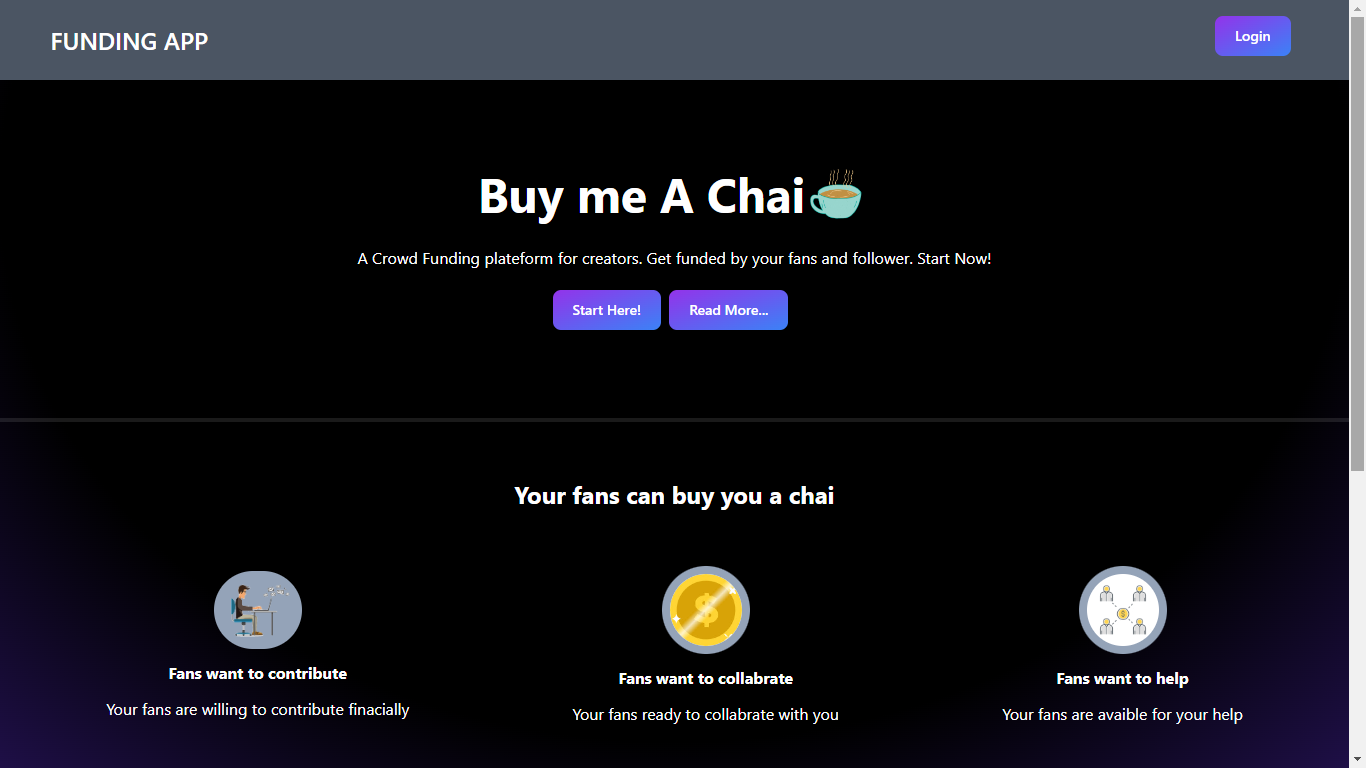 FUNDING APP
Login
Buy me A Chai
A Crowd Funding plateform for creators. Get funded by your fans and follower. Start Now!
Start Here!
Read More...
Your fans can buy you a chai
Fans want to contribute
Your fans are willing to contribute finacially
$
Fans want to collabrate
Your fans ready to collabrate with you
$
Fans want to help
Your fans are avaible for your help